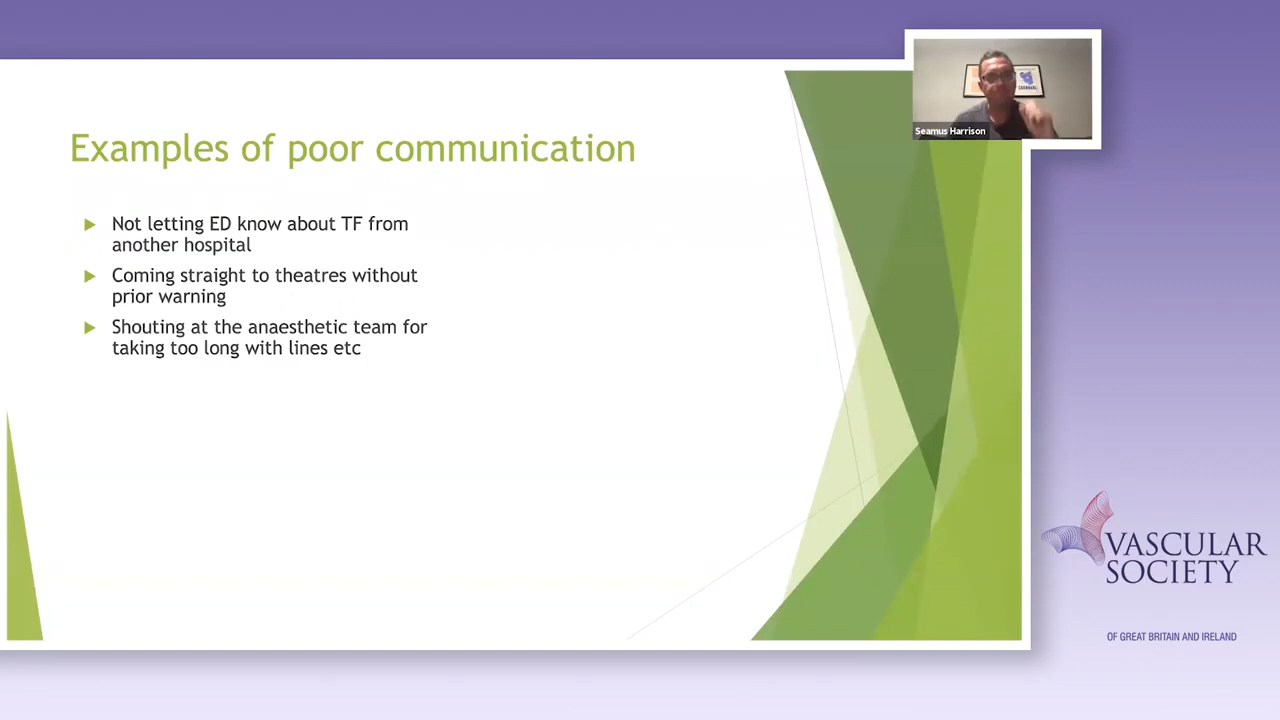 Examples of poor communication
Not letting ED know about TF from
another hospital
Coming straight to theatres without
prior warning
Shouting at the anaesthetic team for
taking too long with lines etc
Seamus Harrison
VASCULAR
SOCIETY
OF GREAT BRITAIN AND IRELAND